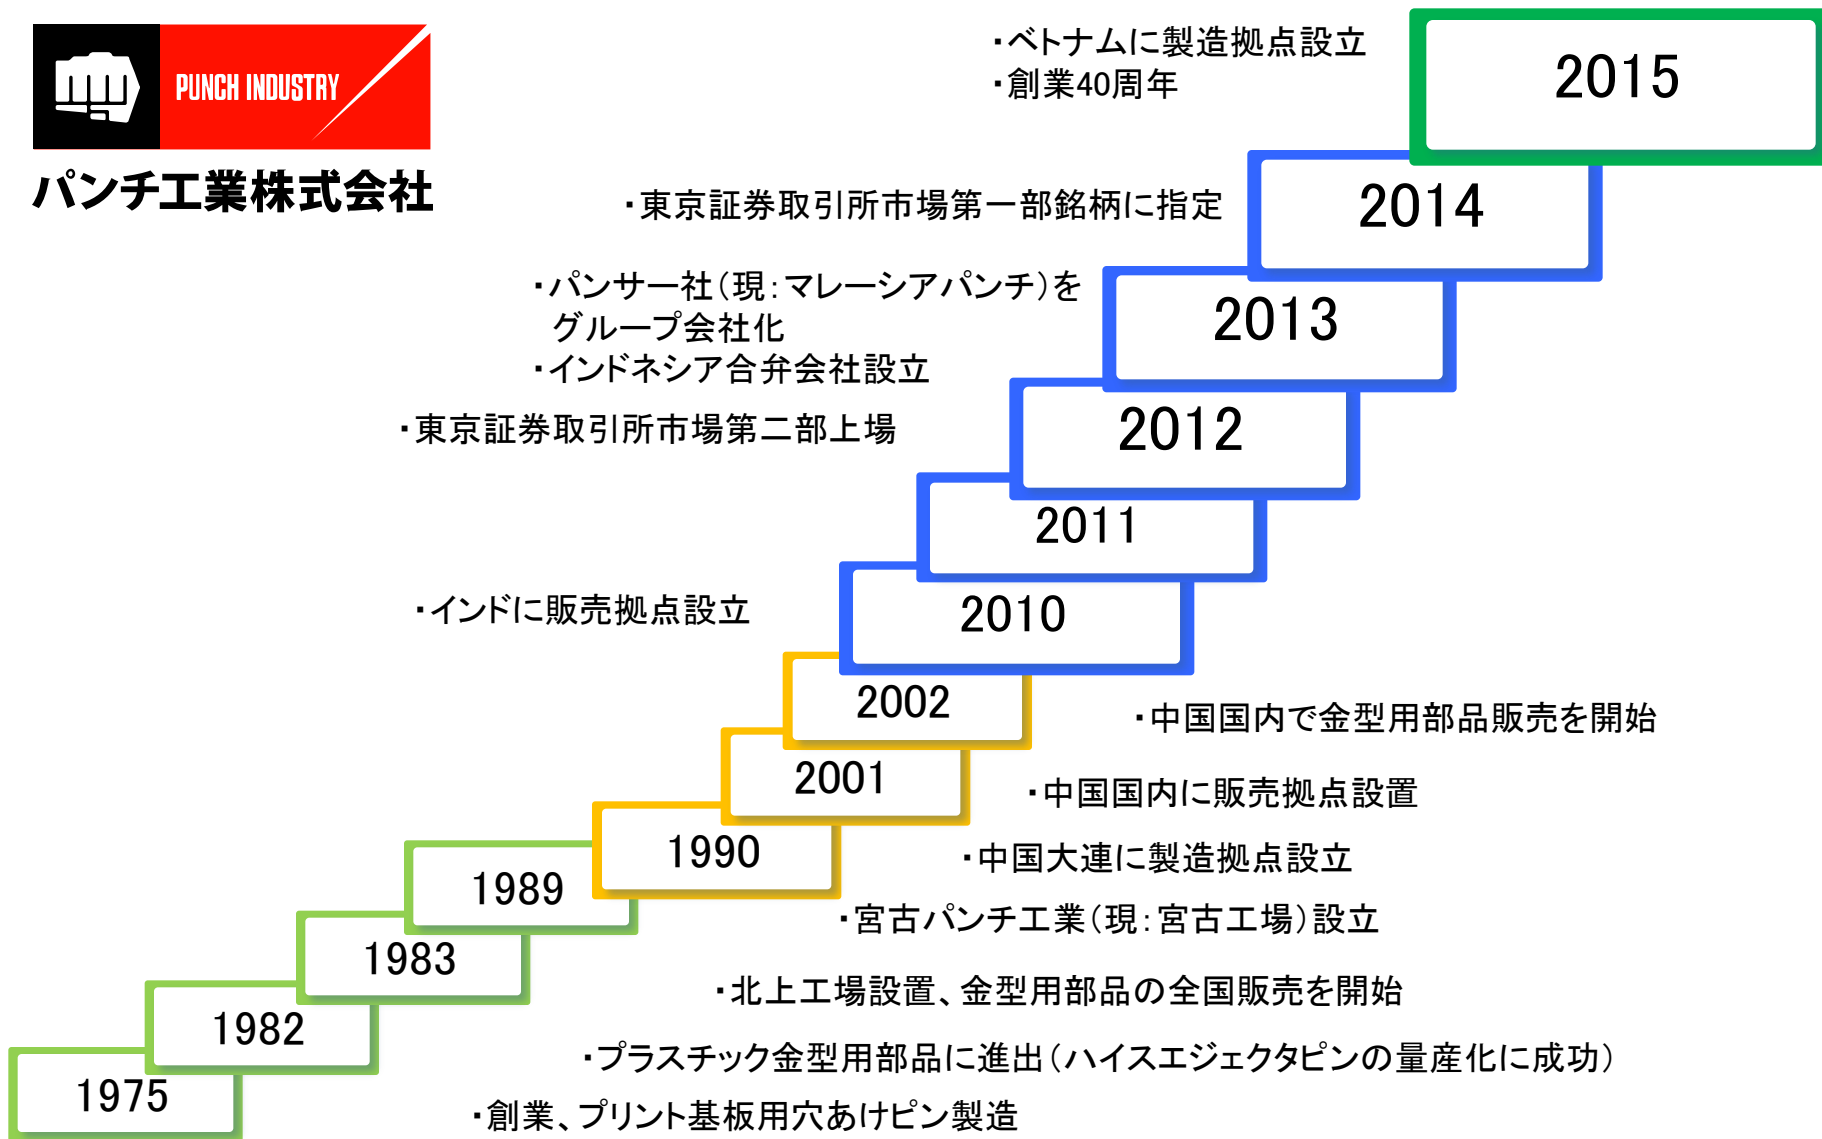 PUNCH INDUSTRY
パンチ工業株式会社
・ベトナムに製造拠点設立
・創業40周年
2015
・東京証券取引所市場第一部銘柄に指定
2014
・パンサー社(現:マレーシアパンチ)を
グループ会社化
・インドネシア合弁会社設立
2013
・東京証券取引所市場第二部上場
2012
2011
・インドに販売拠点設立
2010
2002
・中国国内で金型用部品販売を開始
2001
・中国国内に販売拠点設置
1990
・中国大連に製造拠点設立
1989
・宮古パンチ工業(現:宮古工場)設立
1983
・北上工場設置、金型用部品の全国販売を開始
1982
・プラスチック金型用部品に進出(ハイスエジェクタピンの量産化に成功)
1975
・創業、プリント基板用穴あけピン製造